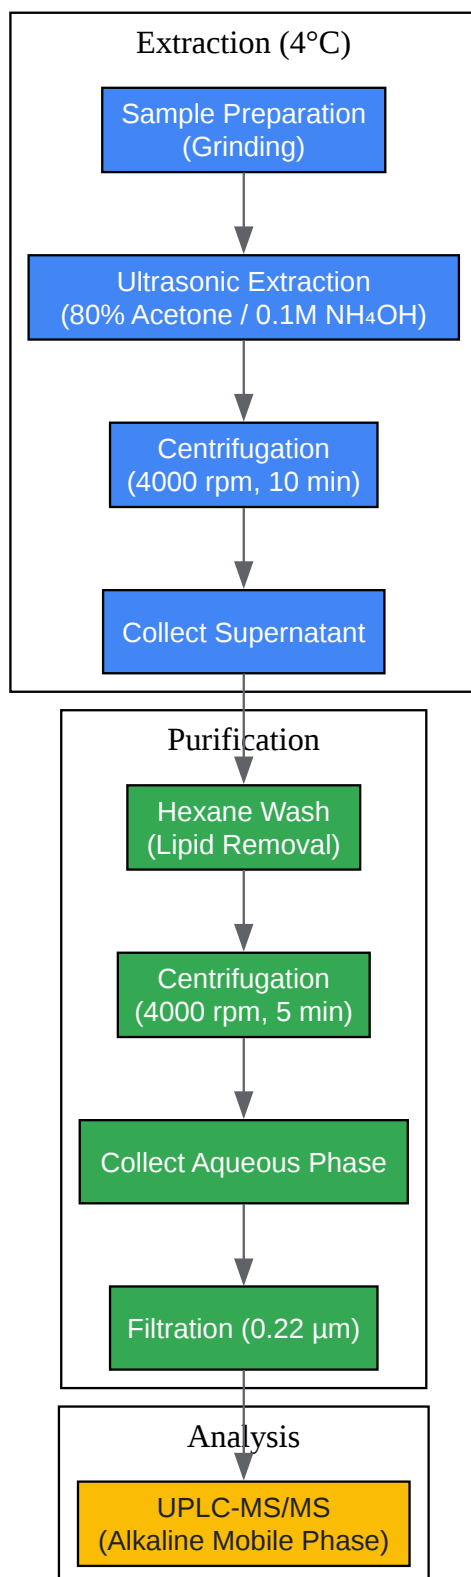 Extraction (4°C)
Sample Preparation
(Grinding)
Ultrasonic Extraction
(80% Acetone / 0.1M NH₄OH)
Centrifugation
(4000 rpm, 10 min)
Collect Supernatant
Purification
Hexane Wash
(Lipid Removal)
Centrifugation
(4000 rpm, 5 min)
Collect Aqueous Phase
Filtration (0.22 µm)
Analysis
UPLC-MS/MS
(Alkaline Mobile Phase)